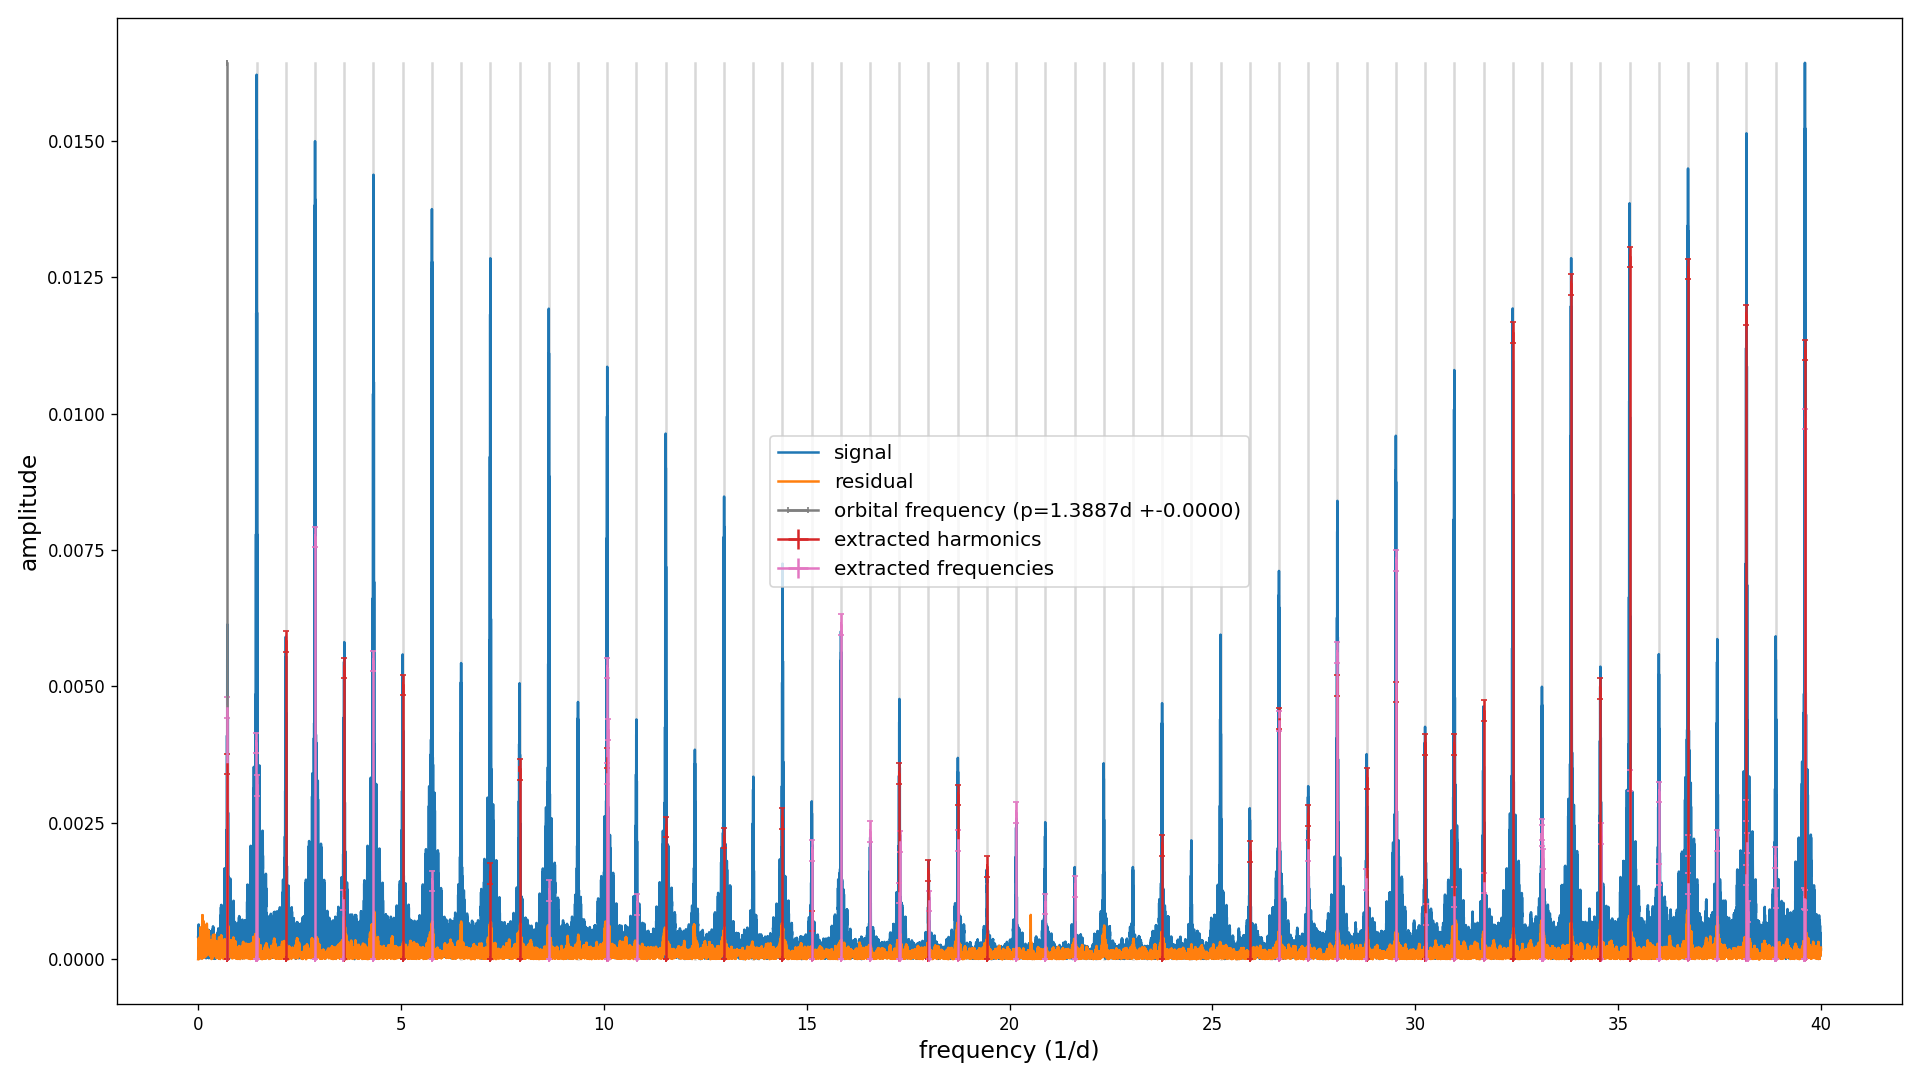 0.0150
0.0125
0.0100
0.0075
0.0050
0.0025
0.0000
amplitude
signal
residual
orbital frequency (p=1.3887d +-0.0000)
extracted harmonics
extracted frequencies
0 5 10 15 20 25 30 35 40
frequency (1/d)